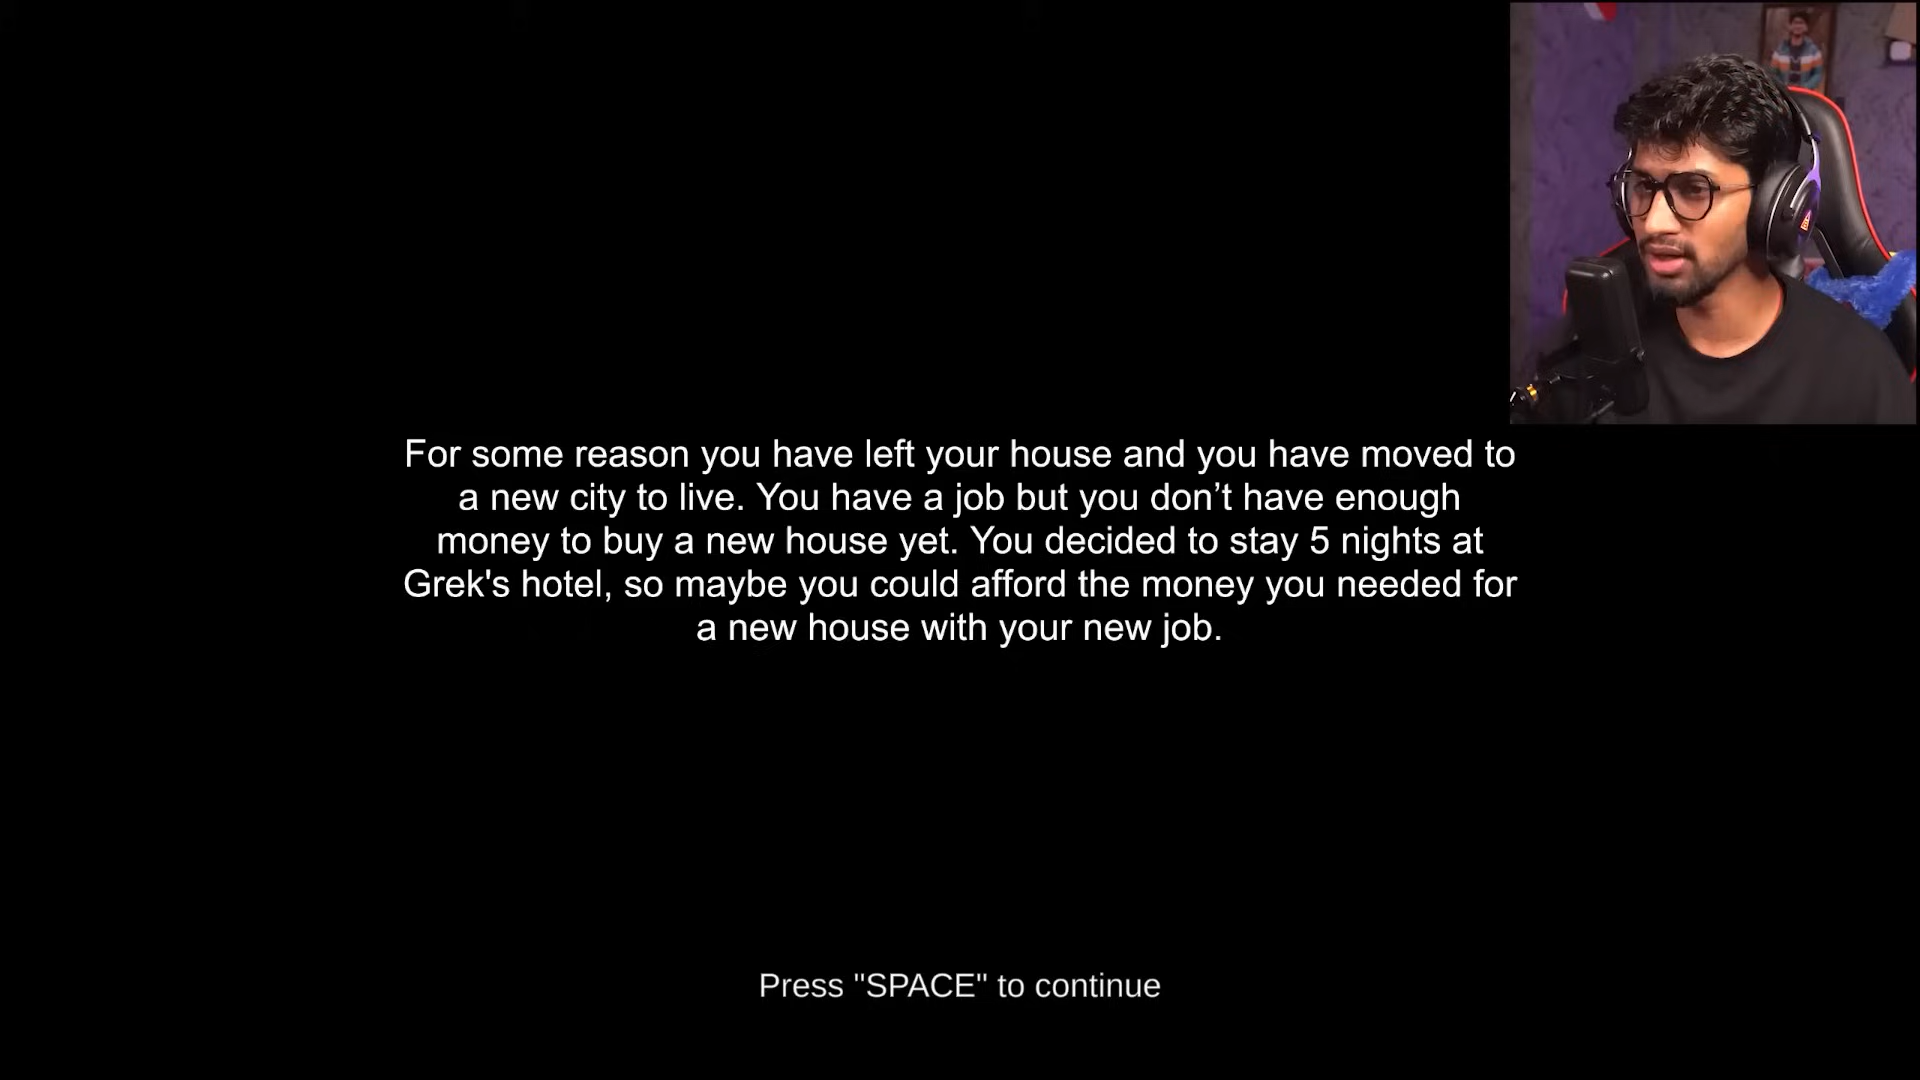 For some reason you have left your house and you have moved to
a new city to live. You have a job but you don’t have enough
money to buy a new house yet. You decided to stay 5 nights at
Grek's hotel, so maybe you could afford the money you needed for
a new house with your new job.
Press "SPACE" to continue